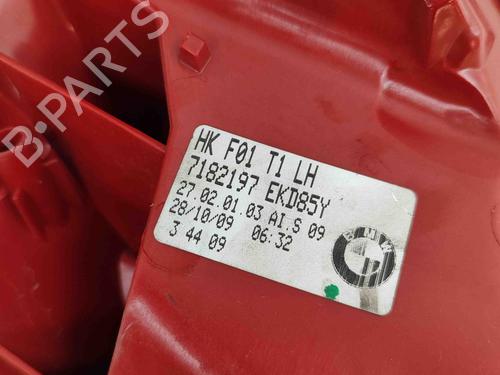 B-PARTS
HK F01 T1 LH
7182197 EKD85Y
27.02.01.03 AI.S 09
28/10/09 06:32
3 44 09
BMW